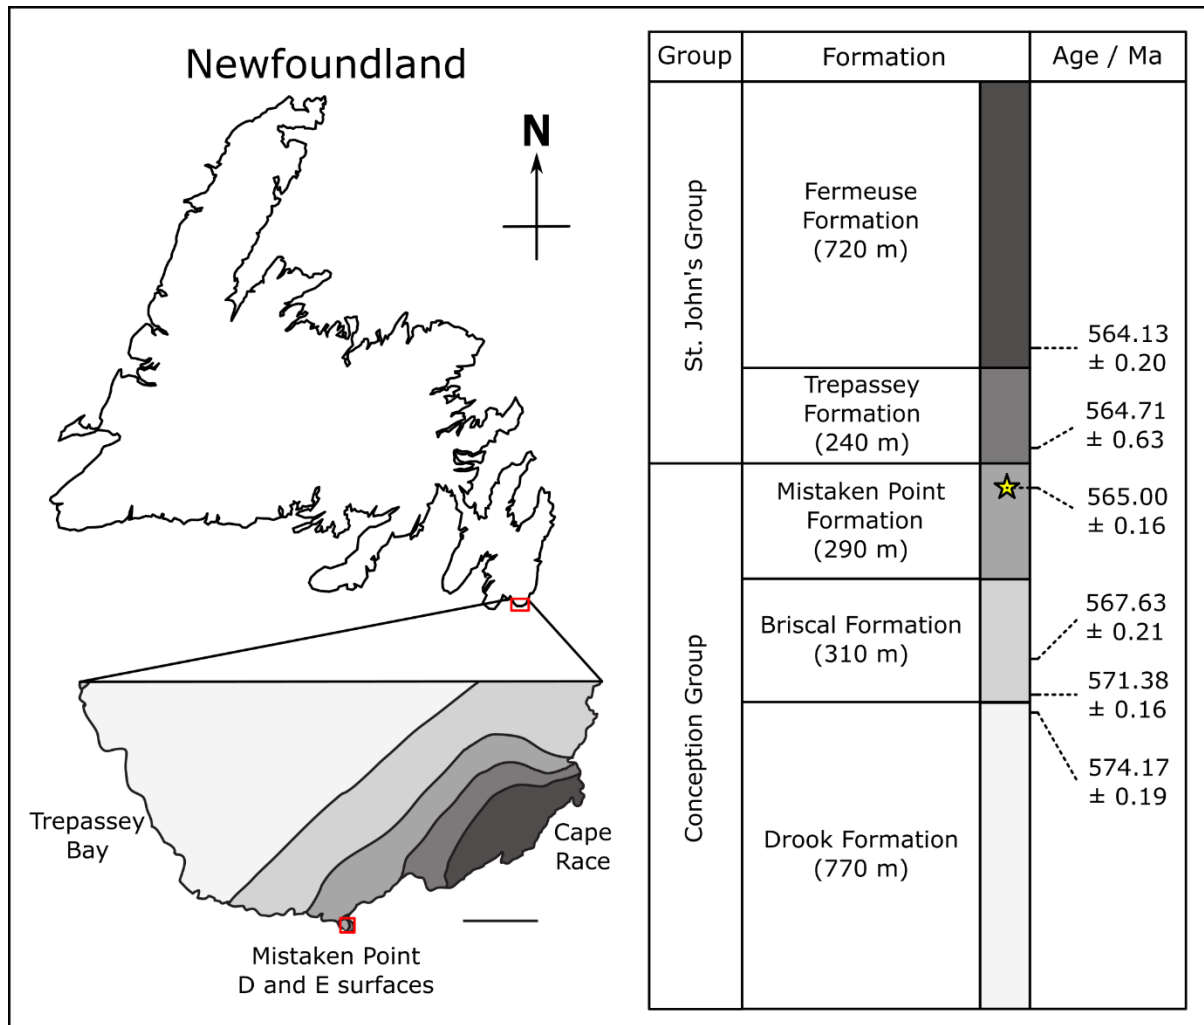 Newfoundland
N
Trepassey
Bay
Cape
Race
Mistaken Point
D and E surfaces
Group
Formation
Age / Ma
St. John's Group
Fermeuse
Formation
(720 m)
564.13
± 0.20
Trepassey
Formation
(240 m)
564.71
± 0.63
Conception Group
Mistaken Point
Formation
(290 m)
565.00
± 0.16
Briscal Formation
(310 m)
567.63
± 0.21
571.38
± 0.16
Drook Formation
(770 m)
574.17
± 0.19